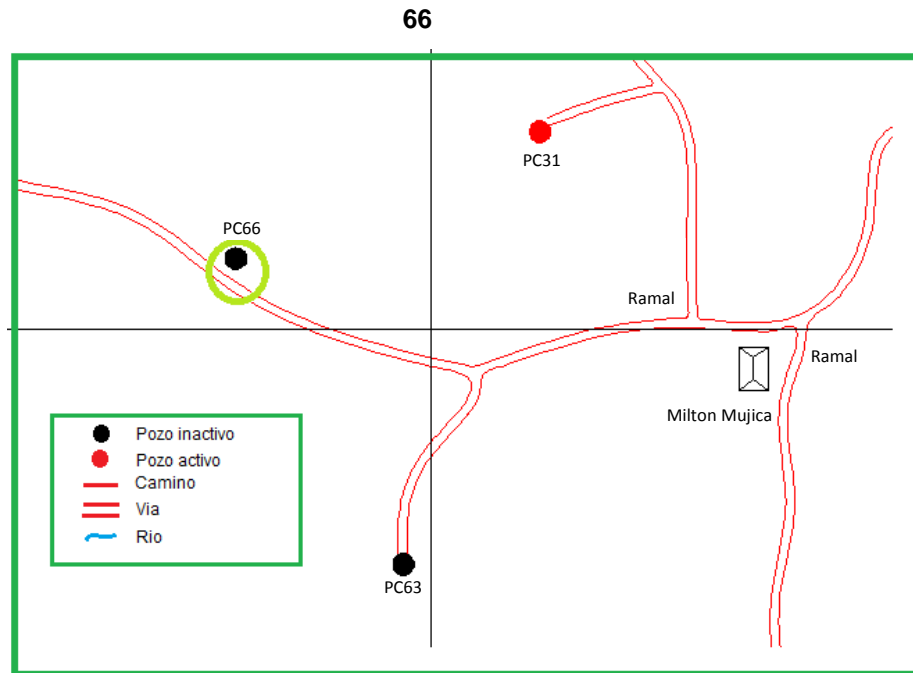 66
PC31
PC66
Ramal
Ramal
Milton Mujica
Pozo inactivo
Pozo activo
Camino
Via
Rio
PC63